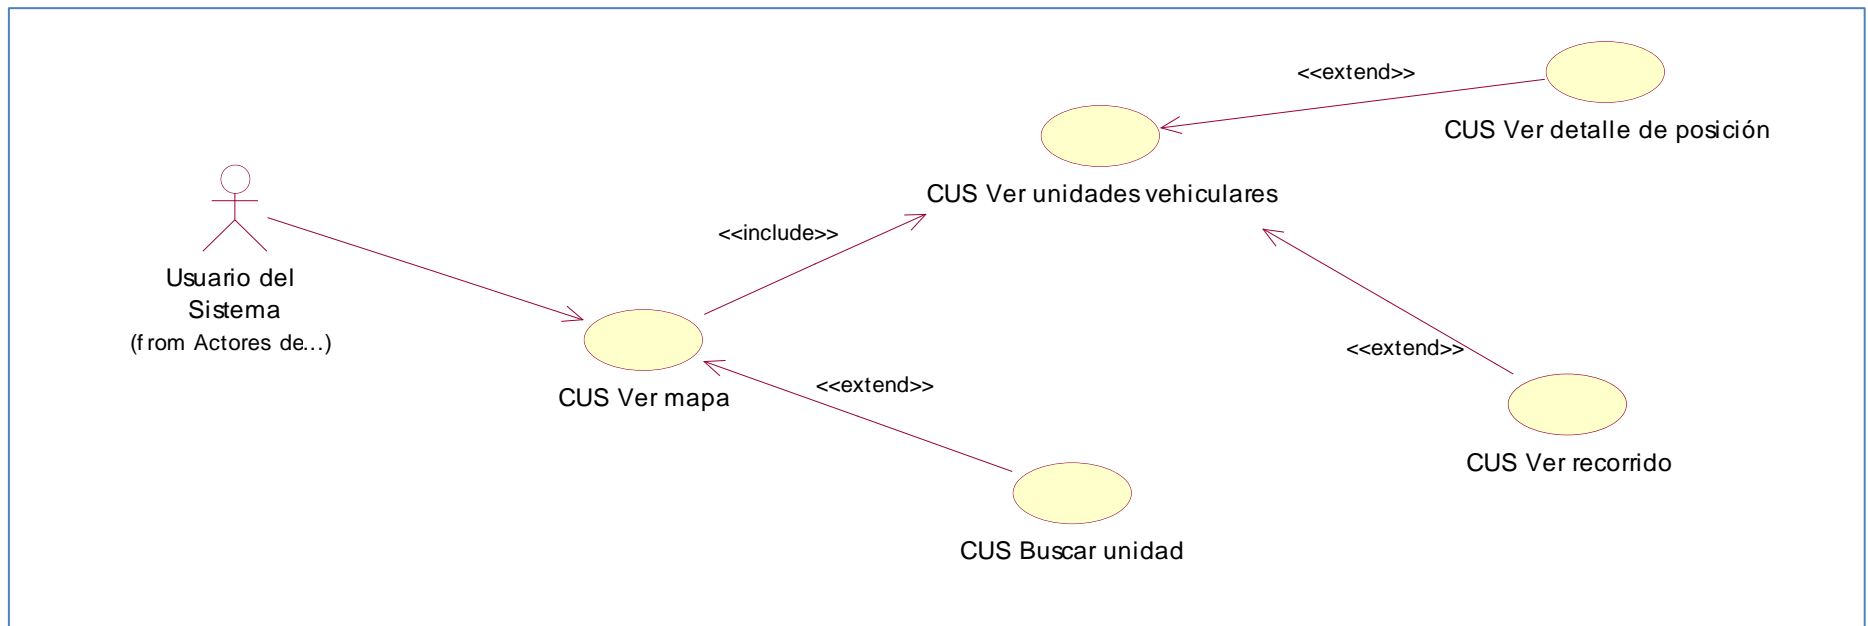 <<extend>>
CUS Ver detalle de posición
CUS Ver unidades vehiculares
<<include>>
Usuario del
Sistema
(from Actores de...)
<<extend>>
CUS Ver mapa
<<extend>>
CUS Ver recorrido
CUS Buscar unidad